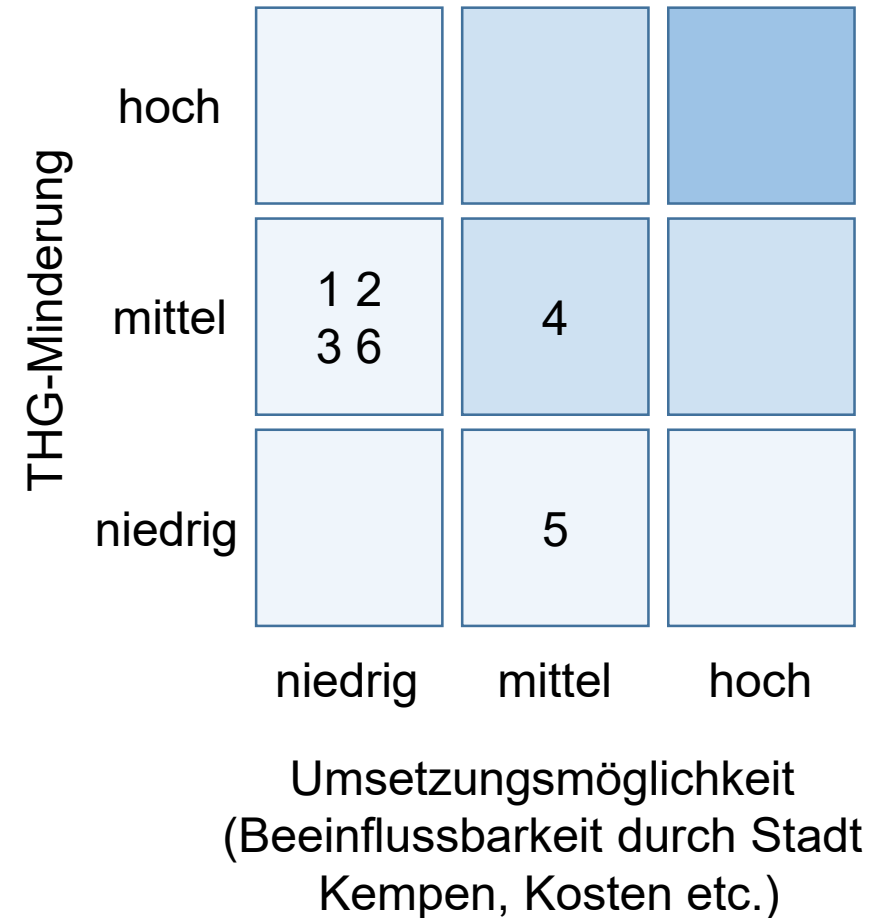 hoch
THG-Minderung
mittel
1 2
3 6
4
niedrig
5
niedrig
mittel
hoch
Umsetzungsmöglichkeit
(Beeinflussbarkeit durch Stadt
Kempen, Kosten etc.)